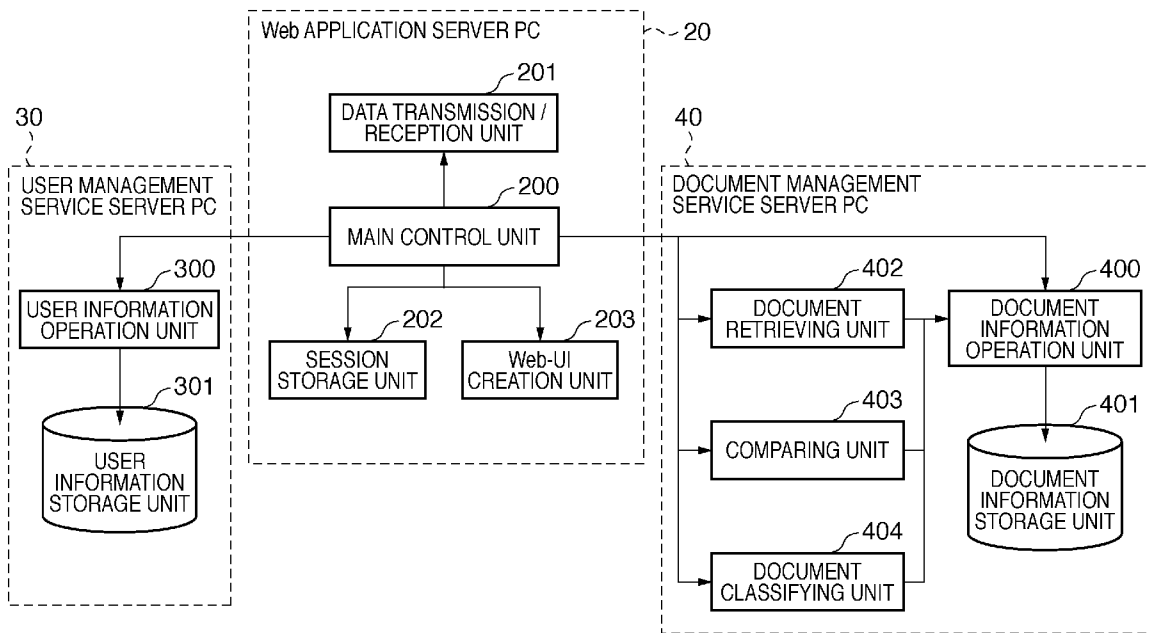 Web APPLICATION SERVER PC
20
201
DATA TRANSMISSION /
RECEPTION UNIT
200
MAIN CONTROL UNIT
202
SESSION
STORAGE UNIT
203
Web-UI
CREATION UNIT
30
USER MANAGEMENT
SERVICE SERVER PC
300
USER INFORMATION
OPERATION UNIT
301
USER
INFORMATION
STORAGE UNIT
40
DOCUMENT MANAGEMENT
SERVICE SERVER PC
402
DOCUMENT
RETRIEVING UNIT
400
DOCUMENT
INFORMATION
OPERATION UNIT
403
COMPARING UNIT
401
DOCUMENT
INFORMATION
STORAGE UNIT
404
DOCUMENT
CLASSIFYING UNIT